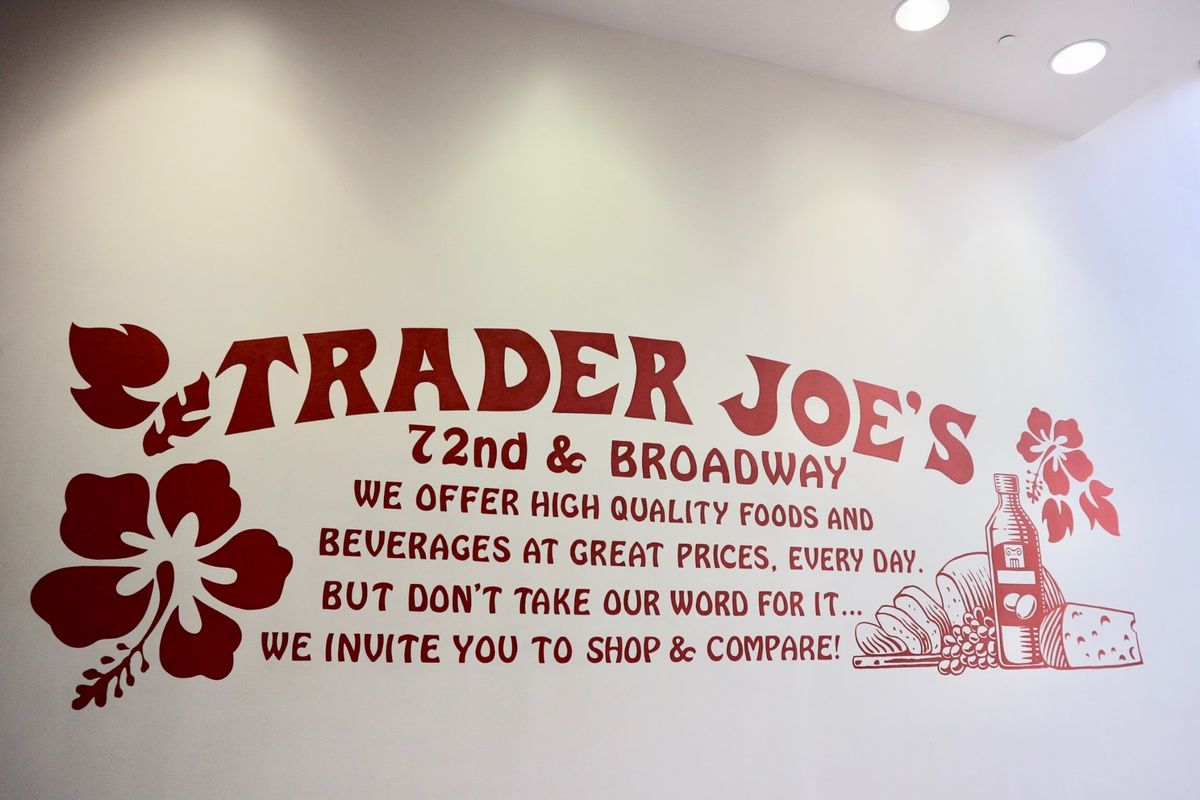 TRADER JOE'S
72nd & BROADWAY
WE OFFER HIGH QUALITY FOODS AND
BEVERAGES AT GREAT PRICES, EVERY DAY.
BUT DON'T TAKE OUR WORD FOR IT...
WE INVITE YOU TO SHOP & COMPARE!